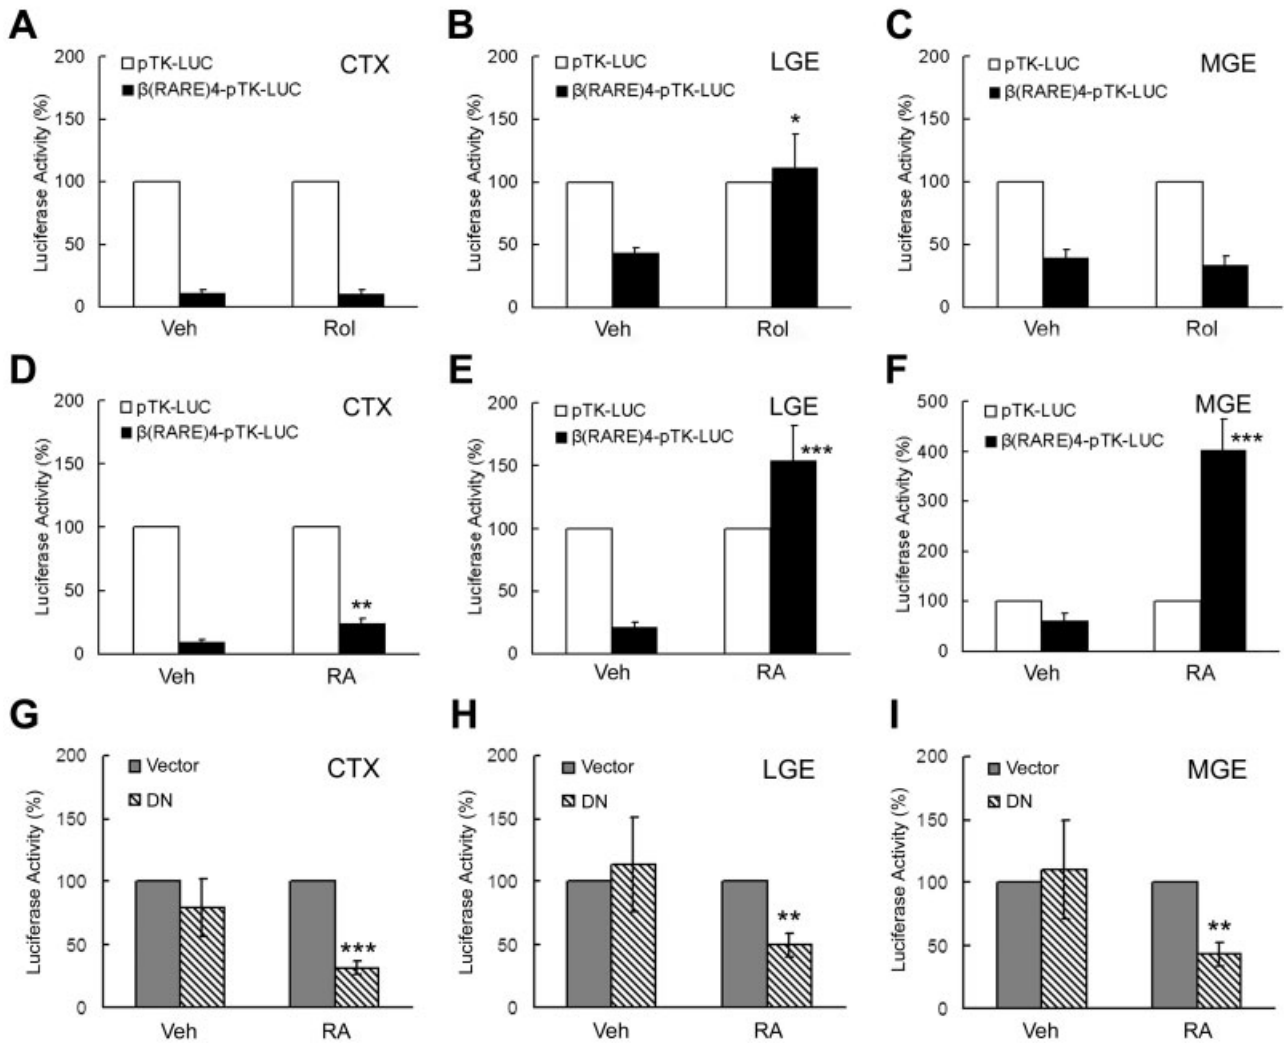 A
Luciferase Activity (%)
200
150
100
50
0
pTK-LUC
β(RARE)4-pTK-LUC
CTX
Veh
Rol
B
Luciferase Activity (%)
200
150
100
50
0
pTK-LUC
β(RARE)4-pTK-LUC
LGE
*
Veh
Rol
C
Luciferase Activity (%)
200
150
100
50
0
pTK-LUC
β(RARE)4-pTK-LUC
MGE
Veh
Rol
D
Luciferase Activity (%)
200
150
100
50
0
pTK-LUC
β(RARE)4-pTK-LUC
CTX
**
Veh
RA
E
Luciferase Activity (%)
200
150
100
50
0
pTK-LUC
β(RARE)4-pTK-LUC
LGE
***
Veh
RA
F
Luciferase Activity (%)
500
400
300
200
100
0
pTK-LUC
β(RARE)4-pTK-LUC
MGE
***
Veh
RA
G
Luciferase Activity (%)
200
150
100
50
0
Vector
DN
CTX
***
Veh
RA
H
Luciferase Activity (%)
200
150
100
50
0
Vector
DN
LGE
**
Veh
RA
I
Luciferase Activity (%)
200
150
100
50
0
Vector
DN
MGE
**
Veh
RA